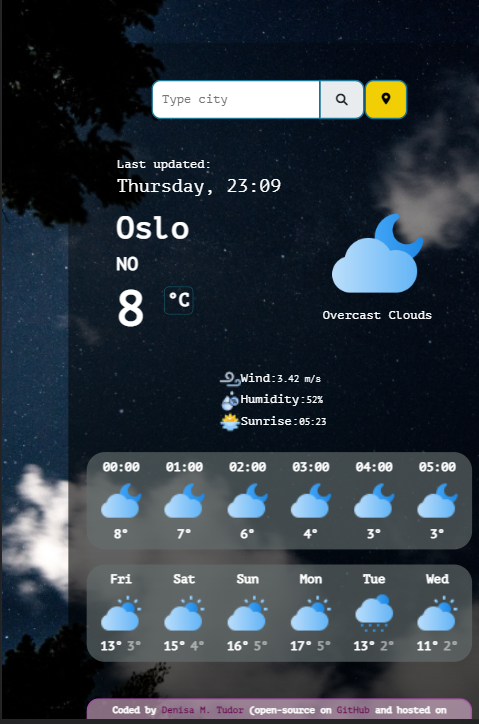 Type city
Last updated:
Thursday, 23:09
Oslo
NO
8 °C
Overcast Clouds
Wind:3.42 m/s
Humidity:52%
Sunrise:05:23
00:00 01:00 02:00 03:00 04:00 05:00
8° 7° 6° 4° 3° 3°
Fri Sat Sun Mon Tue Wed
13° 3° 15° 4° 16° 5° 17° 5° 13° 2° 11° 2°
Coded by Denisa M. Tudor (open-source on GitHub and hosted on